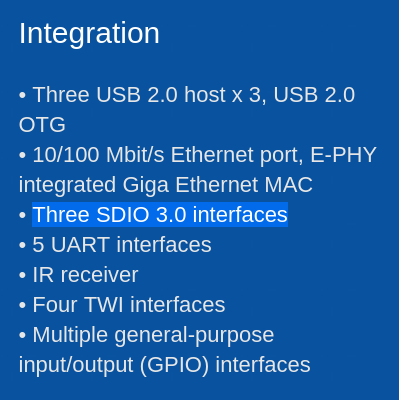 Integration
• Three USB 2.0 host x 3, USB 2.0
OTG
• 10/100 Mbit/s Ethernet port, E-PHY
integrated Giga Ethernet MAC
• Three SDIO 3.0 interfaces
• 5 UART interfaces
• IR receiver
• Four TWI interfaces
• Multiple general-purpose
input/output (GPIO) interfaces